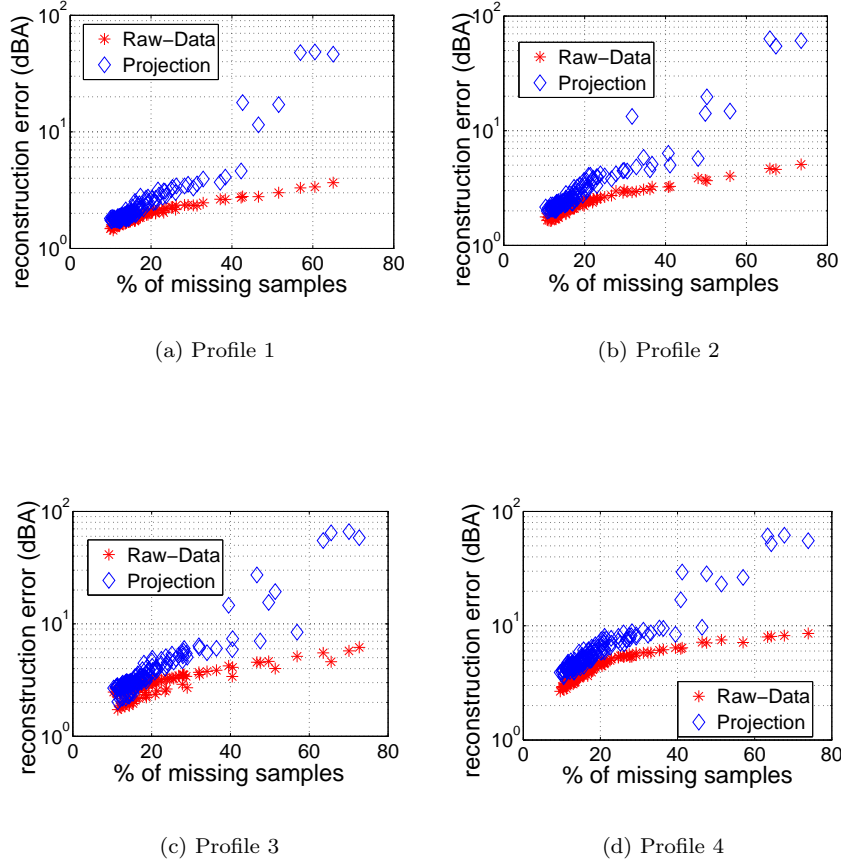 10^2
10^1
10^0
reconstruction error (dBA)
Raw-Data
Projection
0 20 40 60 80
% of missing samples
(a) Profile 1
10^2
10^1
10^0
reconstruction error (dBA)
Raw-Data
Projection
0 20 40 60 80
% of missing samples
(b) Profile 2
10^2
10^1
10^0
reconstruction error (dBA)
Raw-Data
Projection
0 20 40 60 80
% of missing samples
(c) Profile 3
10^2
10^1
10^0
reconstruction error (dBA)
Raw-Data
Projection
0 20 40 60 80
% of missing samples
(d) Profile 4